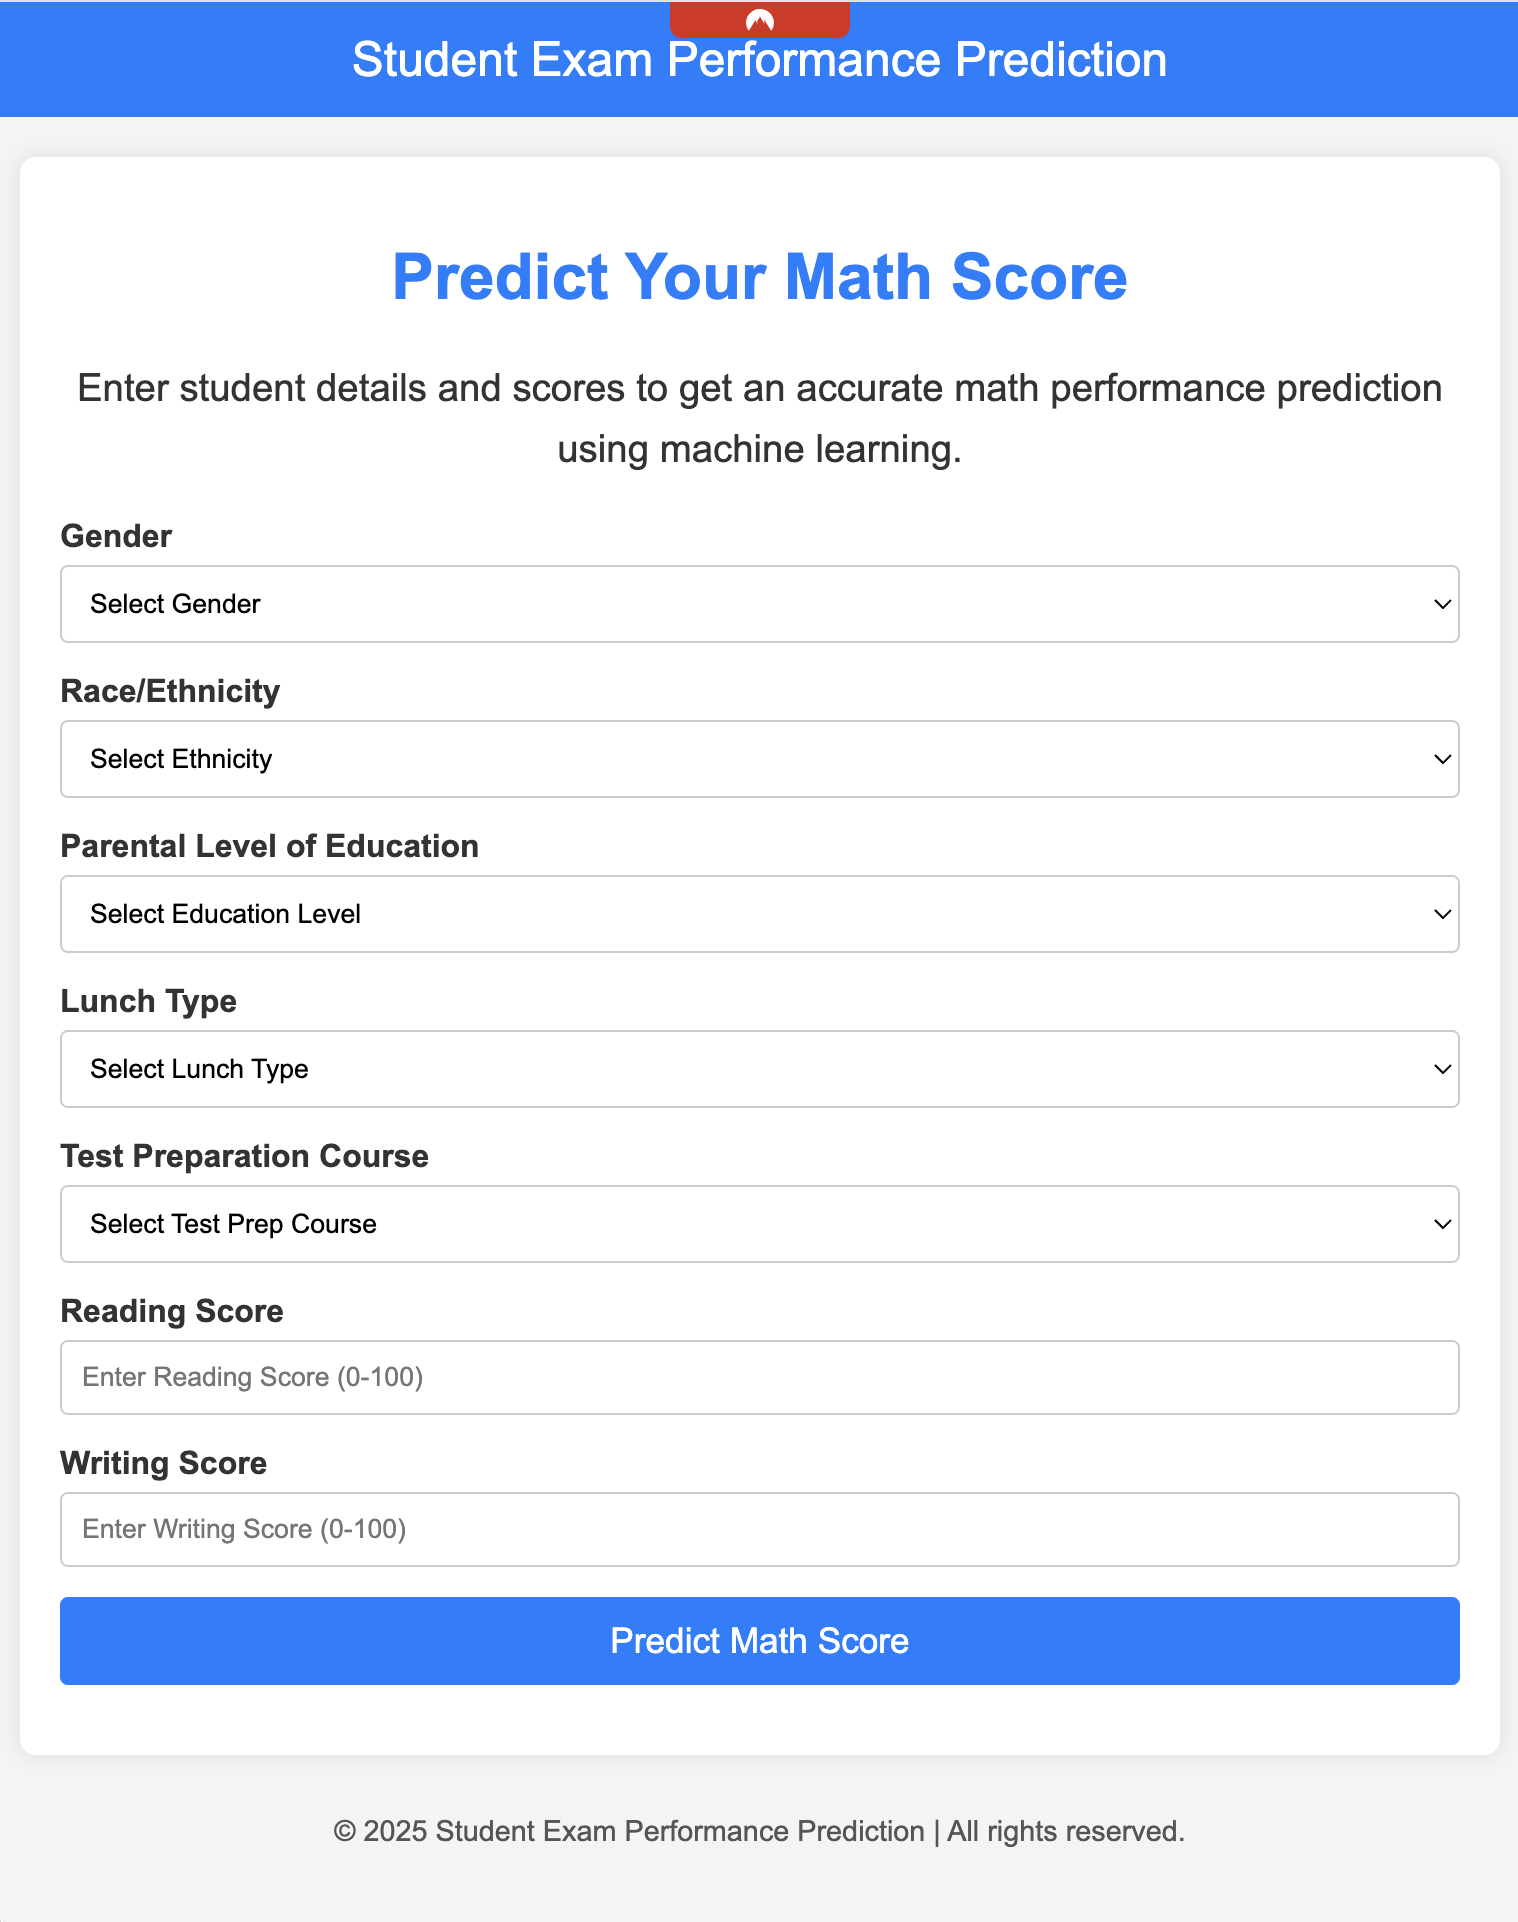 Student Exam Performance Prediction
Predict Your Math Score
Enter student details and scores to get an accurate math performance prediction
using machine learning.
Gender
Select Gender
Race/Ethnicity
Select Ethnicity
Parental Level of Education
Select Education Level
Lunch Type
Select Lunch Type
Test Preparation Course
Select Test Prep Course
Reading Score
Enter Reading Score (0-100)
Writing Score
Enter Writing Score (0-100)
Predict Math Score
© 2025 Student Exam Performance Prediction | All rights reserved.